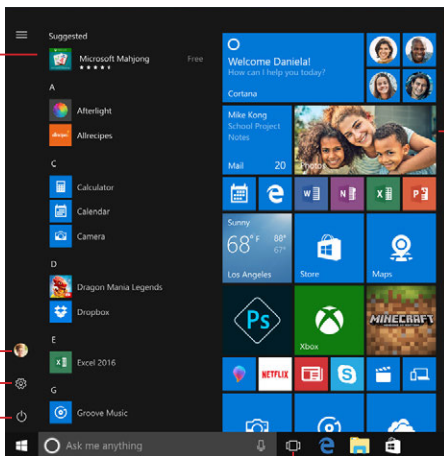 Suggested
Microsoft Mahjong Free
A
Afterlight
Allrecipes
C
Calculator
Calendar
Camera
D
Dragon Mania Legends
Dropbox
E
Excel 2016
G
Groove Music
Ask me anything
Welcome Daniela!
How can I help you today?
Cortana
Mike Kong
School Project
Notes
Mail 20
Photos
Sunny
68° F 88°
67°
Los Angeles
Store
Maps
Ps
Xbox
MINECRAFT
NETFLIX